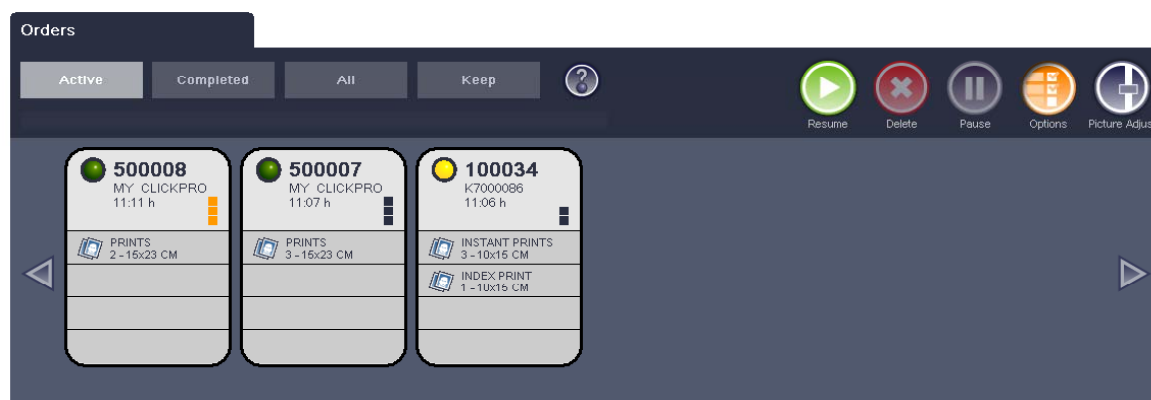 Orders
Active
Completed
All
Keep
?
Resume
Delete
Pause
Options
Picture Adjus
500008
MY CLICKPRO
11:11 h
PRINTS
2 - 15x23 CM
500007
MY CLICKPRO
11:07 h
PRINTS
3 - 15x23 CM
100034
K7000086
11:06 h
INSTANT PRINTS
3 - 10x15 CM
INDEX PRINT
1 - 10x15 CM